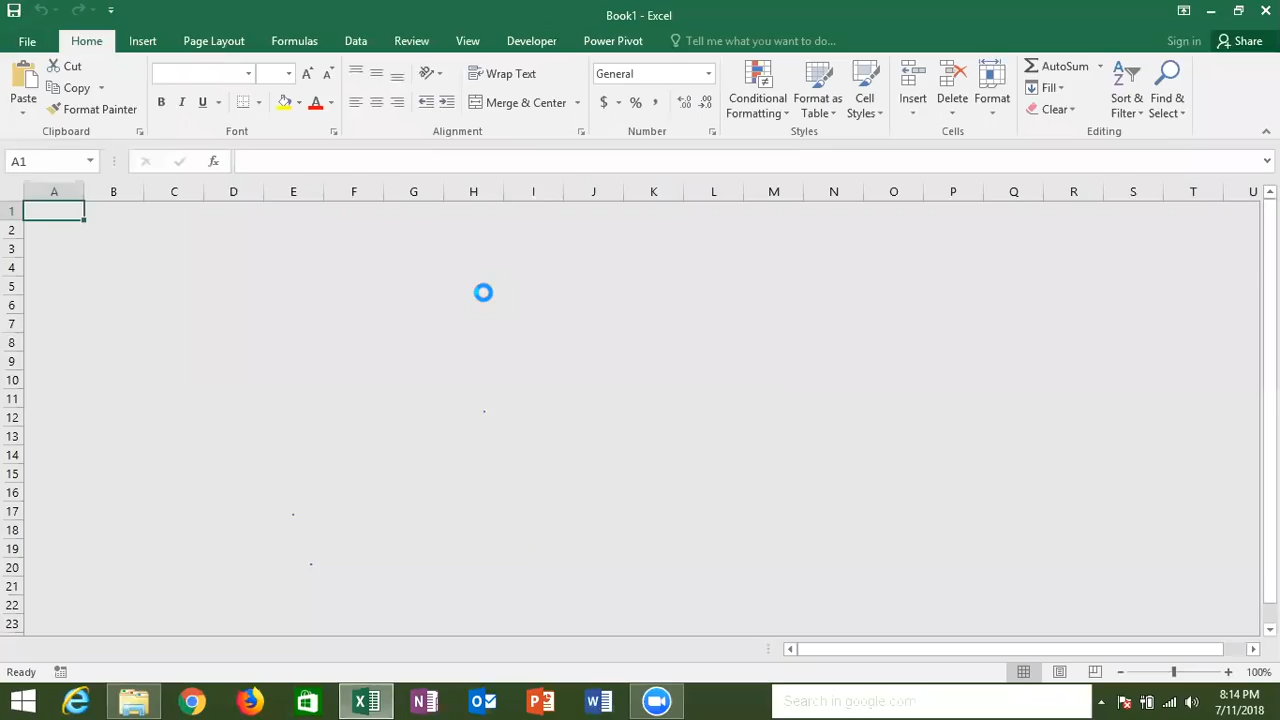 Book1 - Excel
File Home Insert Page Layout Formulas Data Review View Developer Power Pivot Tell me what you want to do... Sign in Share
Paste
Cut
Copy
Format Painter
Clipboard
B I U
A
Font
Wrap Text
Merge & Center
Alignment
General
$ % ,
Number
Conditional
Formatting
Format as
Table
Cell
Styles
Styles
Insert
Delete
Format
Cells
AutoSum
Fill
Clear
Sort &
Filter
Find &
Select
Editing
A1
fx
A B C D E F G H I J K L M N O P Q R S T U
1
2
3
4
5
6
7
8
9
10
11
12
13
14
15
16
17
18
19
20
21
22
23
Ready
100%
Search in google.com
8:14 PM
7/11/2018